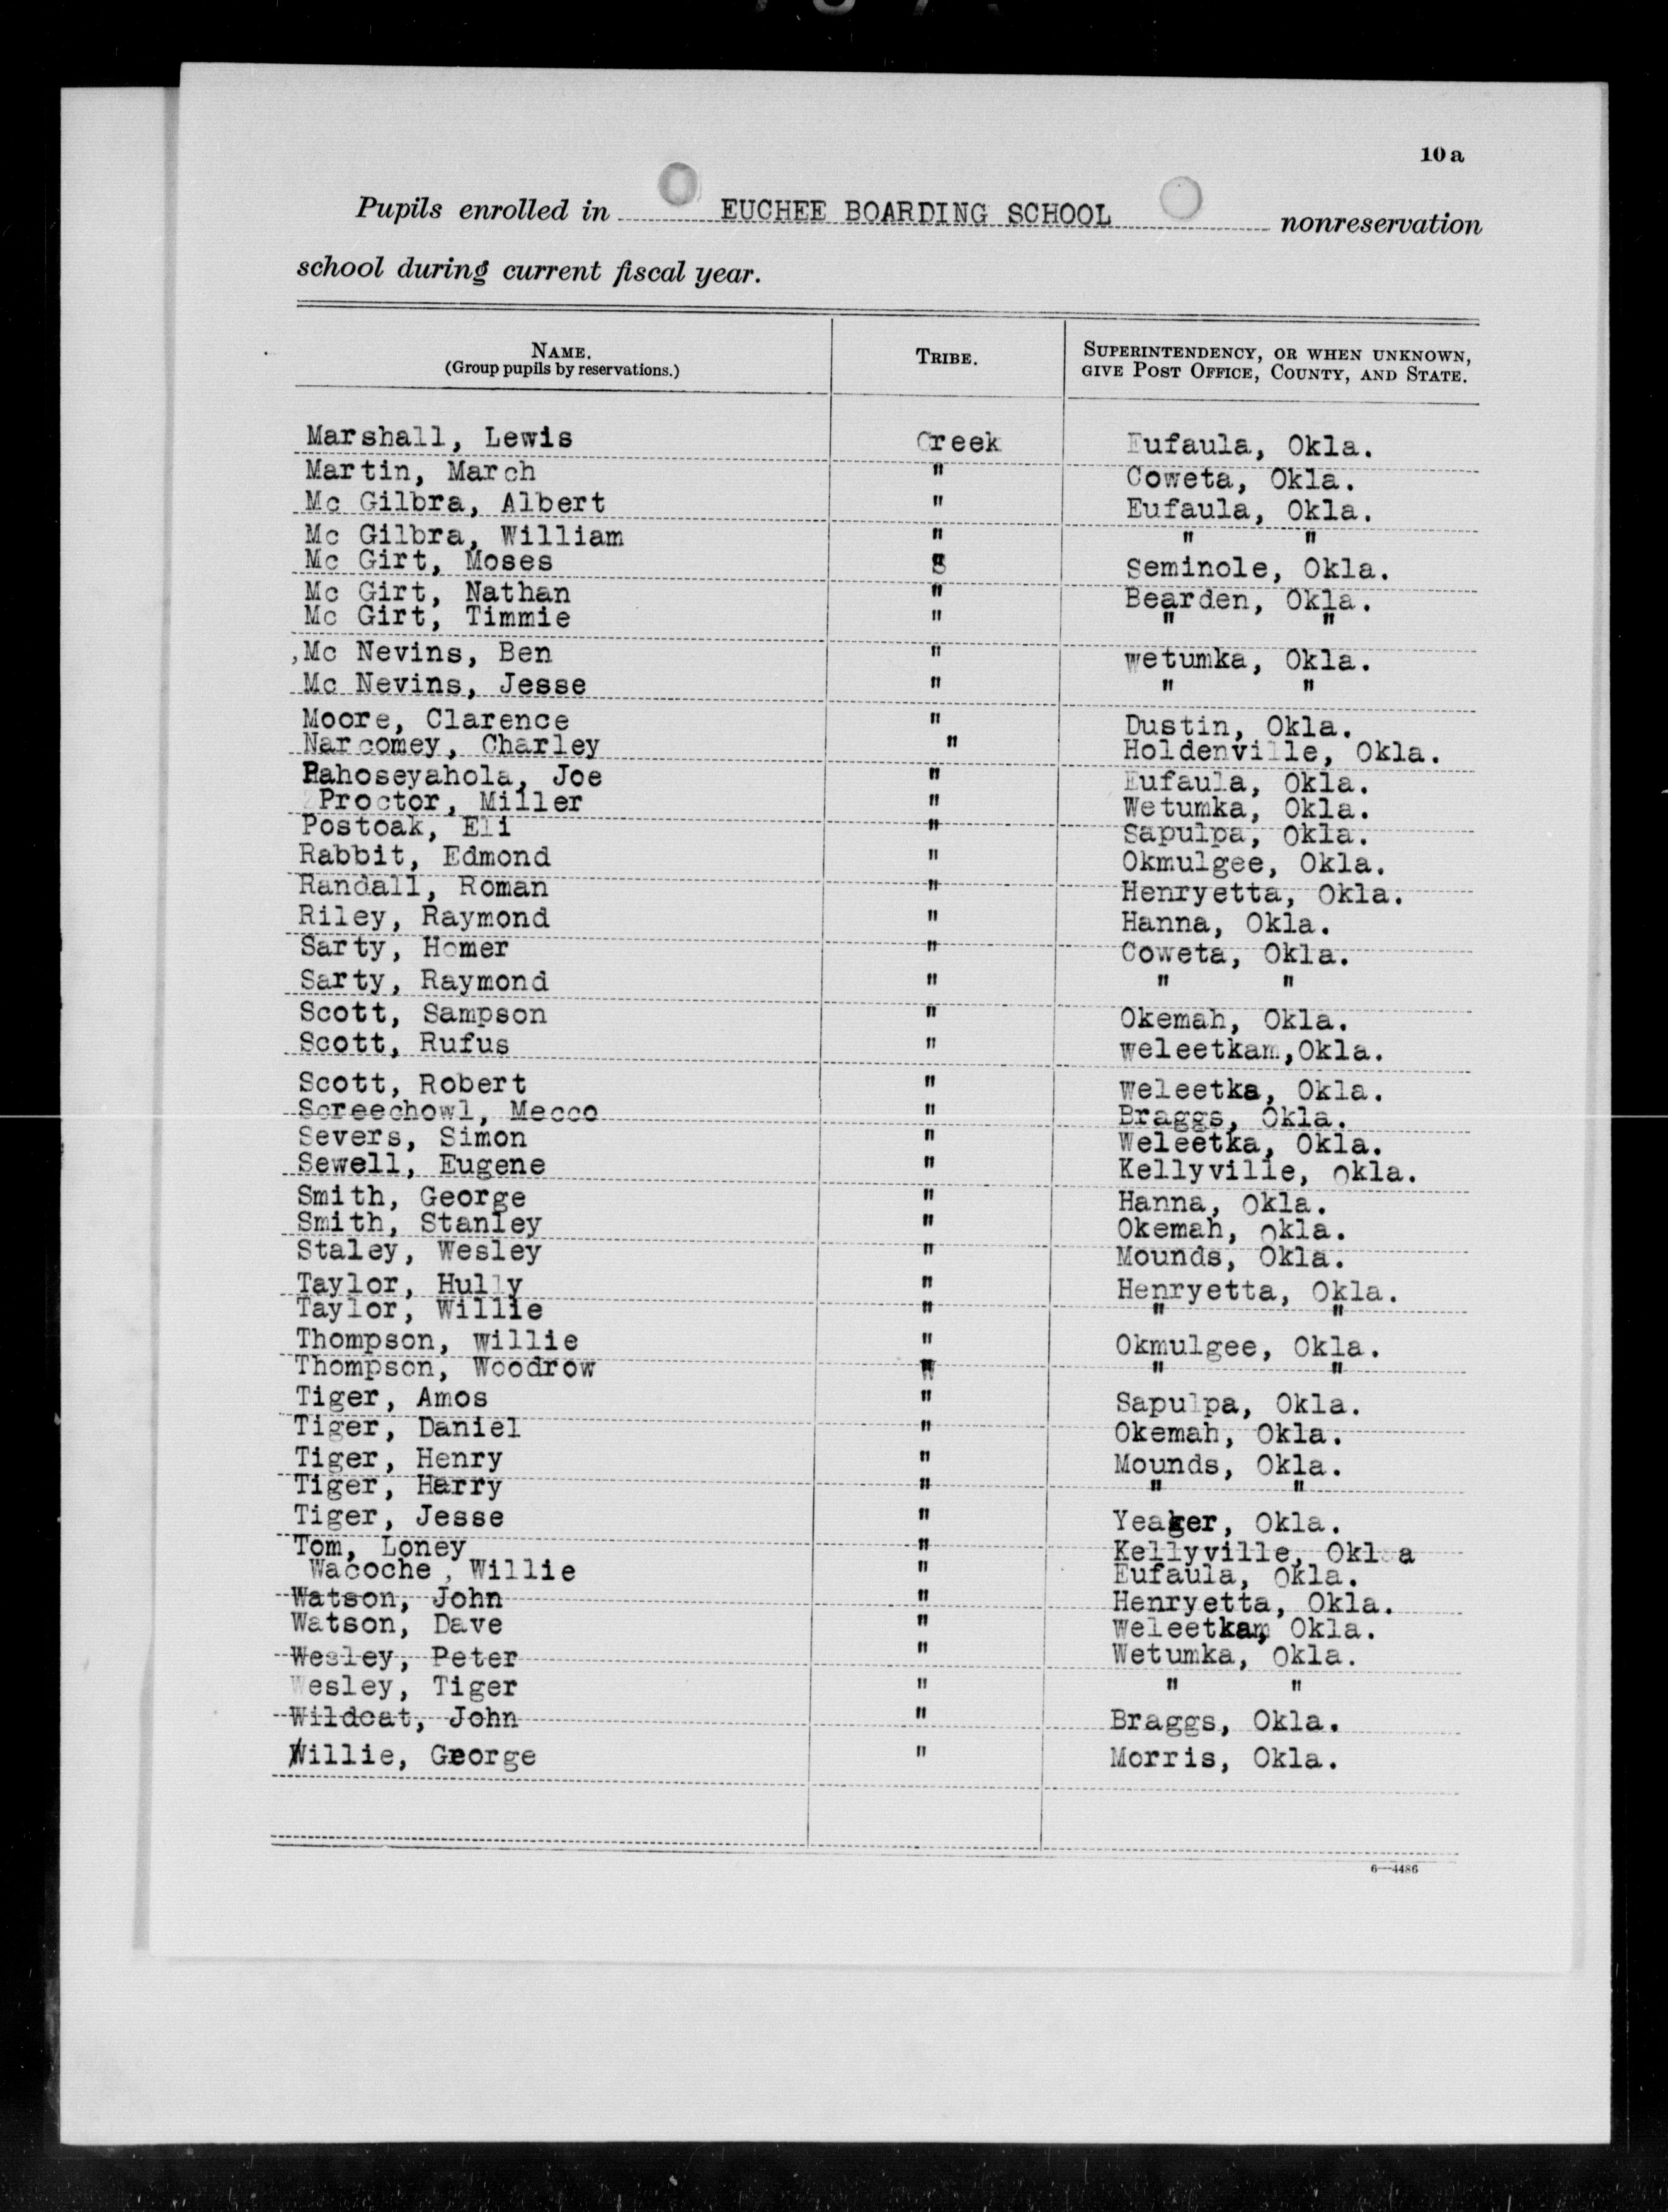 10 a
Pupils enrolled in EUCHEE BOARDING SCHOOL nonreservation
school during current fiscal year.
NAME. (Group pupils by reservations.) TRIBE. SUPERINTENDENCY, OR WHEN UNKNOWN, GIVE POST OFFICE, COUNTY, AND STATE.
Marshall, Lewis Creek Eufaula, Okla.
Martin, March " Coweta, Okla.
Mc Gilbra, Albert " Eufaula, Okla.
Mc Gilbra, William " " "
Mc Girt, Moses " Seminole, Okla.
Mc Girt, Nathan " Bearden, Okla.
Mc Girt, Timmie " " "
,Mc Nevins, Ben " wetumka, Okla.
Mc Nevins, Jesse " " "
Moore, Clarence " Dustin, Okla.
Narcomey, Charley " Holdenville, Okla.
Pahoseyahola, Joe " Eufaula, Okla.
Proctor, Miller " Wetumka, Okla.
Postoak, Eli " Sapulpa, Okla.
Rabbit, Edmond " Okmulgee, Okla.
Randall, Roman " Henryetta, Okla.
Riley, Raymond " Hanna, Okla.
Sarty, Homer " Coweta, Okla.
Sarty, Raymond " " "
Scott, Sampson " Okemah, Okla.
Scott, Rufus " weleetkam,Okla.
Scott, Robert " Weleetka, Okla.
Screechowl, Mecco " Braggs, Okla.
Severs, Simon " Weleetka, Okla.
Sewell, Eugene " Kellyville, Okla.
Smith, George " Hanna, Okla.
Smith, Stanley " Okemah, Okla.
Staley, Wesley " Mounds, Okla.
Taylor, Hully " Henryetta, Okla.
Taylor, Willie " " "
Thompson, Willie " Okmulgee, Okla.
Thompson, Woodrow " " "
Tiger, Amos " Sapulpa, Okla.
Tiger, Daniel " Okemah, Okla.
Tiger, Henry " Mounds, Okla.
Tiger, Harry " " "
Tiger, Jesse " Yeager, Okla.
Tom, Loney " Kellyville, Okla
Wacoche , Willie " Eufaula, Okla.
Watson, John " Henryetta, Okla.
Watson, Dave " Weleetka, Okla.
Wesley, Peter " Wetumka, Okla.
Wesley, Tiger " " "
Wildcat, John " Braggs, Okla.
Willie, George " Morris, Okla.
6—4486